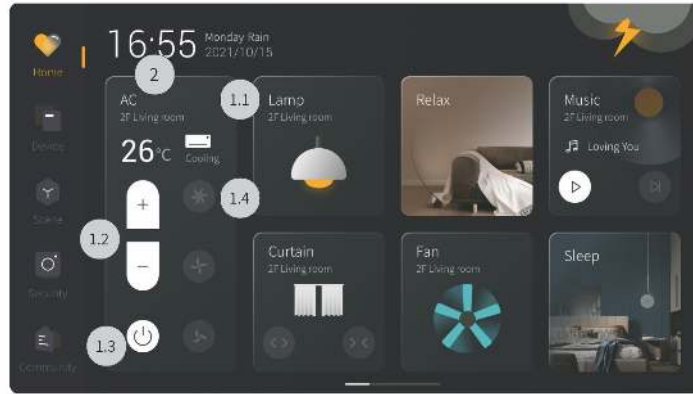 Home
Device
Scene
Security
Community
16:55
Monday Rain
2021/10/15
2
AC
2F Living room
26°C
Cooling
+
−
1.1
1.2
1.3
1.4
Lamp
2F Living room
Relax
Music
2F Living room
Loving You
Curtain
2F Living room
Fan
2F Living room
Sleep